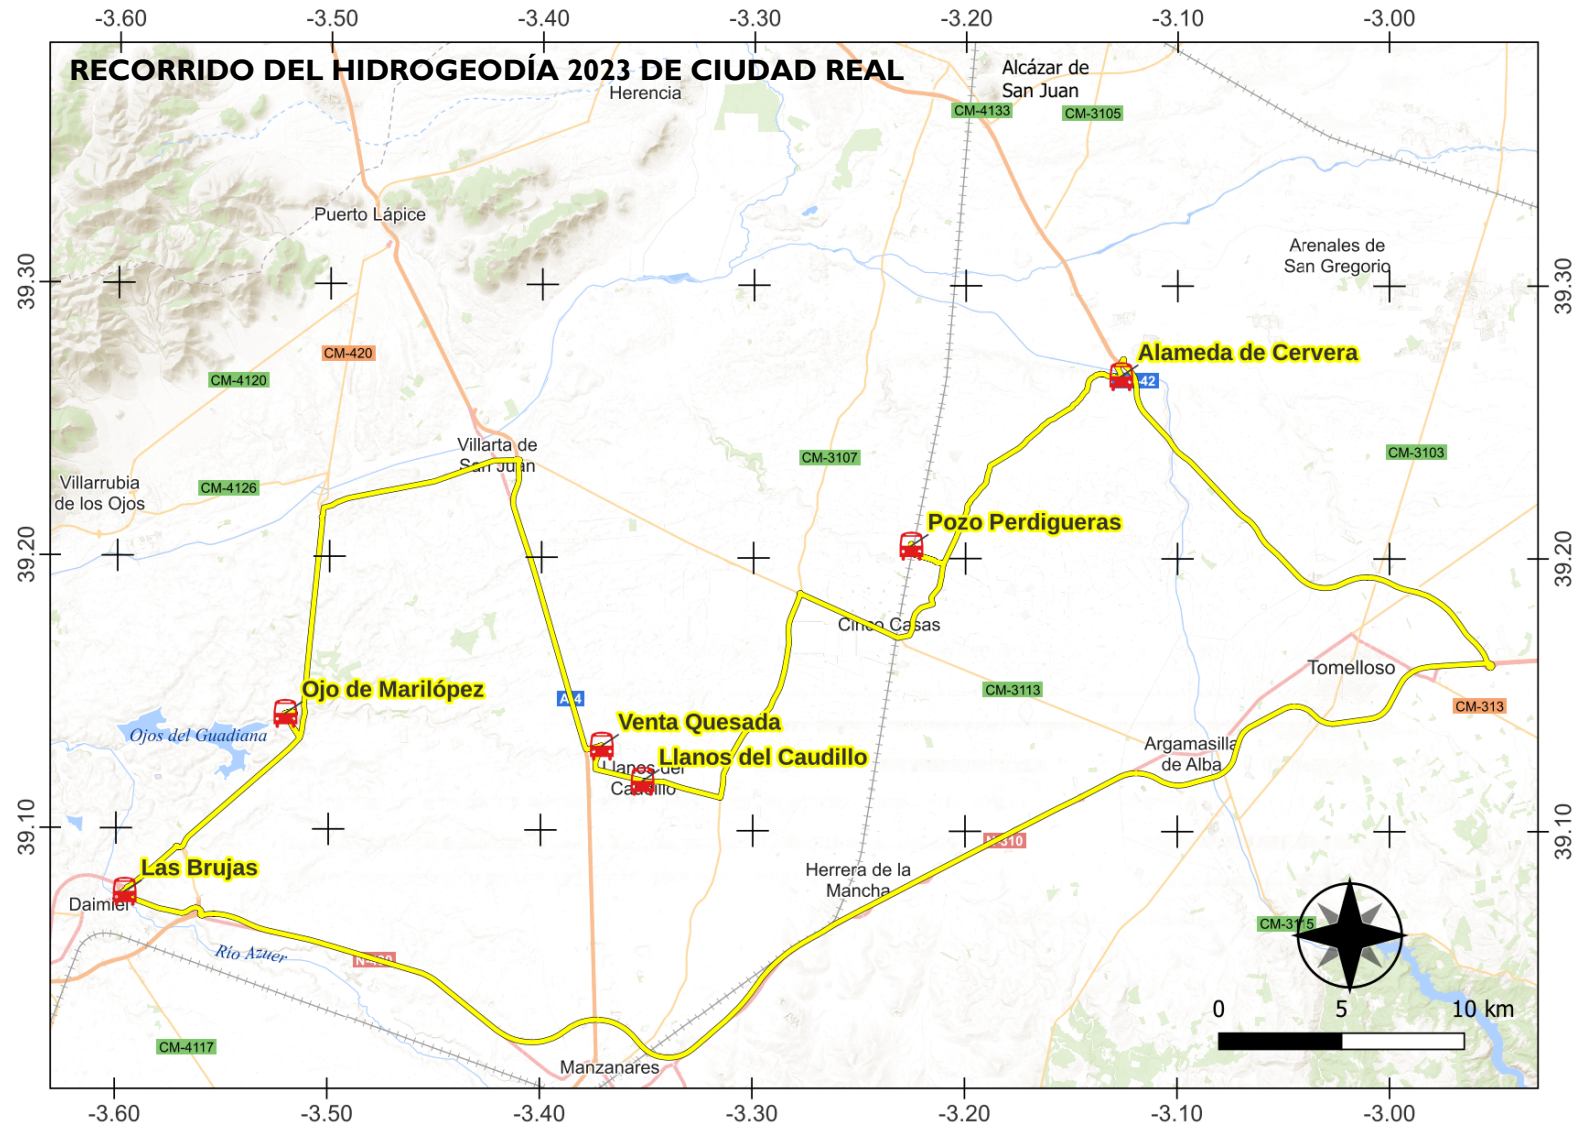 -3.60
-3.50
-3.40
-3.30
-3.20
-3.10
-3.00
RECORRIDO DEL HIDROGEODÍA 2023 DE CIUDAD REAL
Herencia
Alcázar de
San Juan
CM-4133
CM-3105
Puerto Lápice
Arenales de
San Gregorio
39.30
39.30
CM-420
CM-4120
Alameda de Cervera
42
Villarta de
San Juan
CM-3107
CM-3103
Villarrubia
de los Ojos
CM-4126
Pozo Perdigueras
39.20
39.20
Cinco Casas
Tomelloso
Ojo de Marilópez
CM-3113
A-4
CM-313
Ojos del Guadiana
Venta Quesada
Llanos del Caudillo
Llanos del
Caudillo
Argamasilla
de Alba
39.10
39.10
N-310
Las Brujas
Herrera de la
Mancha
Daimiel
CM-3115
Río Azuer
0
5
10 km
CM-4117
Manzanares
-3.60
-3.50
-3.40
-3.30
-3.20
-3.10
-3.00